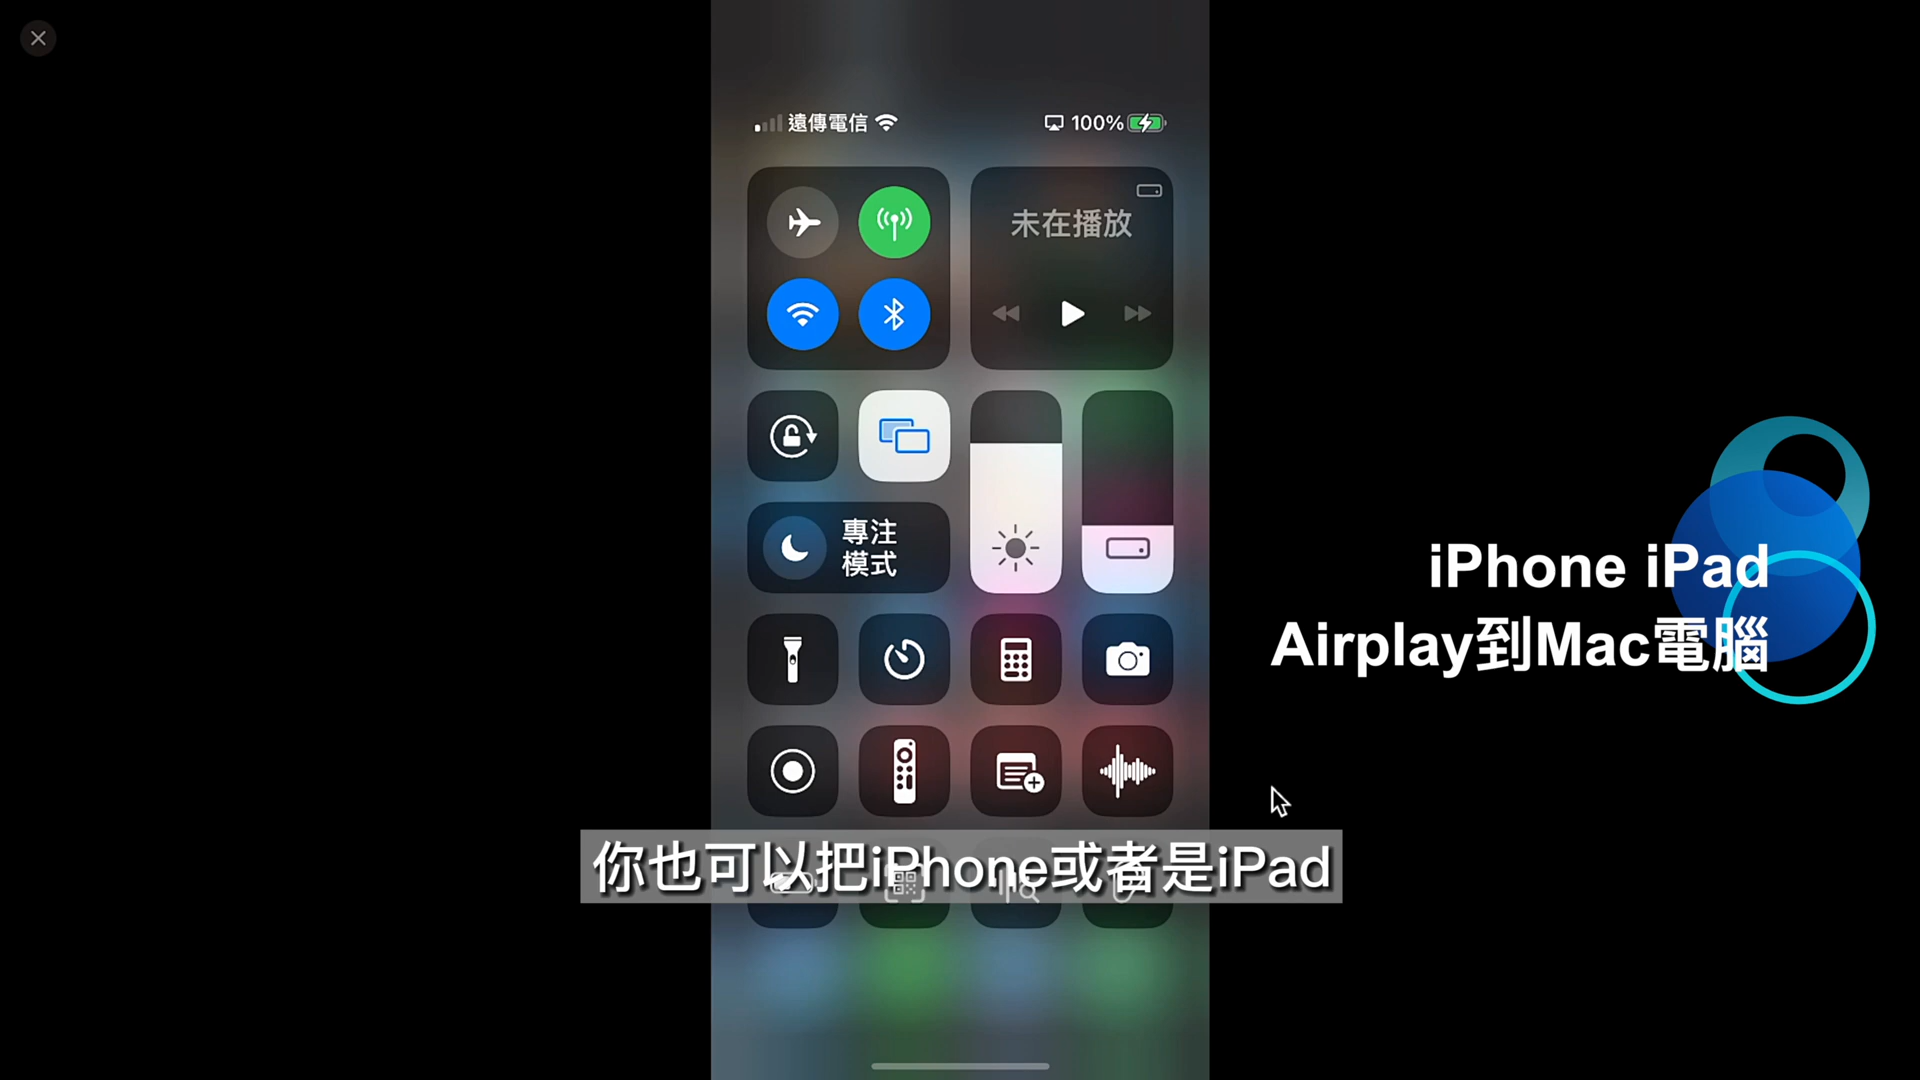 遠傳電信
100%
未在播放
專注
模式
iPhone iPad
Airplay到Mac電腦
你也可以把iPhone或者是iPad